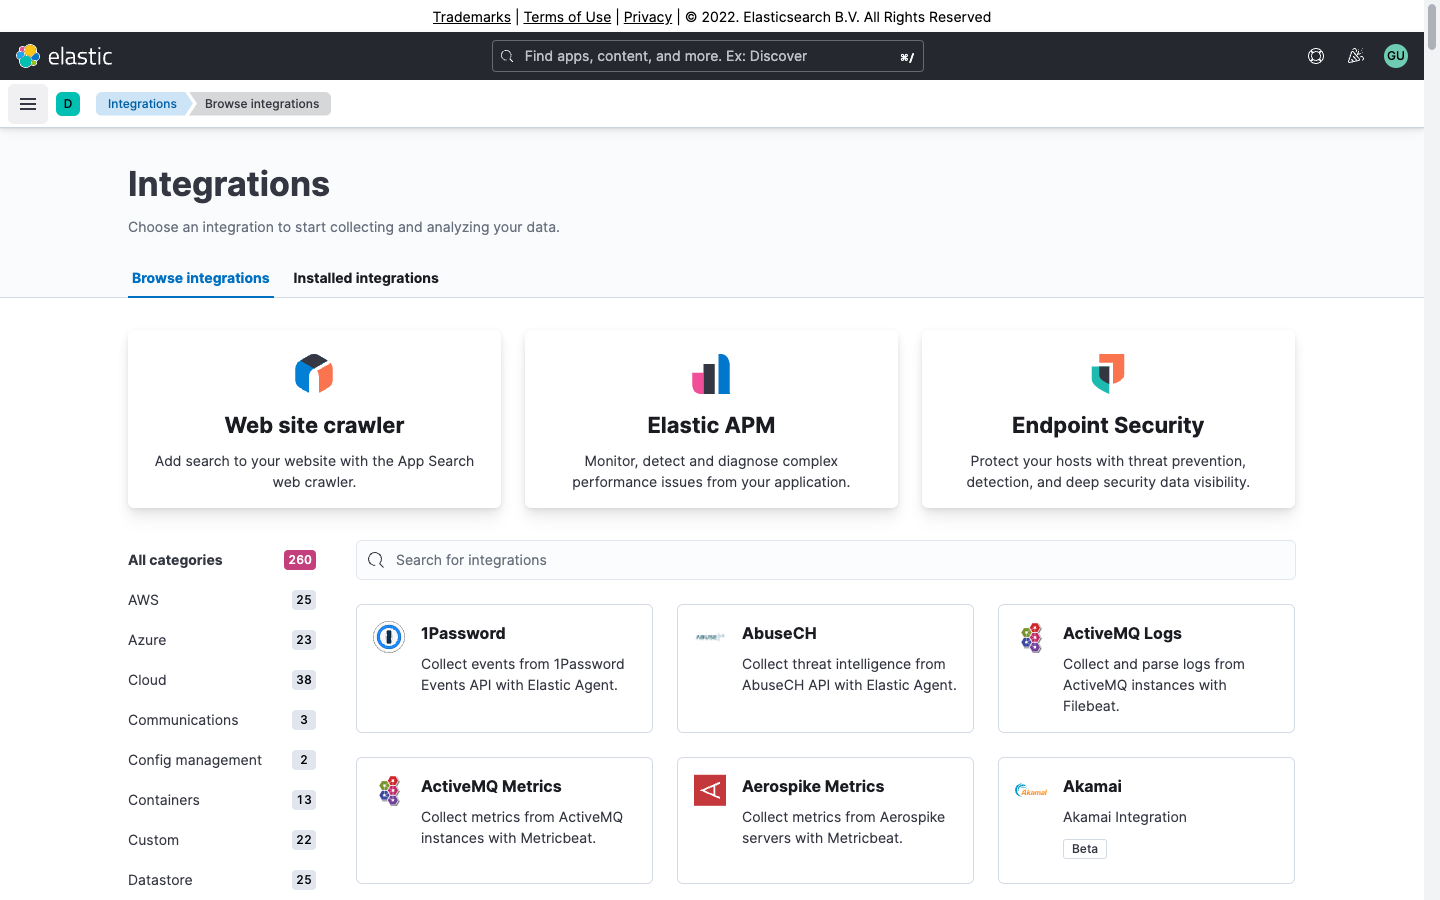 Trademarks | Terms of Use | Privacy | © 2022. Elasticsearch B.V. All Rights Reserved
elastic
Find apps, content, and more. Ex: Discover
⌘/
GU
D
Integrations
Browse integrations
Integrations
Choose an integration to start collecting and analyzing your data.
Browse integrations
Installed integrations
Web site crawler
Add search to your website with the App Search
web crawler.
Elastic APM
Monitor, detect and diagnose complex
performance issues from your application.
Endpoint Security
Protect your hosts with threat prevention,
detection, and deep security data visibility.
All categories 260
AWS 25
Azure 23
Cloud 38
Communications 3
Config management 2
Containers 13
Custom 22
Datastore 25
Search for integrations
1Password
Collect events from 1Password
Events API with Elastic Agent.
ABUSE
AbuseCH
Collect threat intelligence from
AbuseCH API with Elastic Agent.
ActiveMQ Logs
Collect and parse logs from
ActiveMQ instances with
Filebeat.
ActiveMQ Metrics
Collect metrics from ActiveMQ
instances with Metricbeat.
Aerospike Metrics
Collect metrics from Aerospike
servers with Metricbeat.
Akamai
Akamai
Akamai Integration
Beta